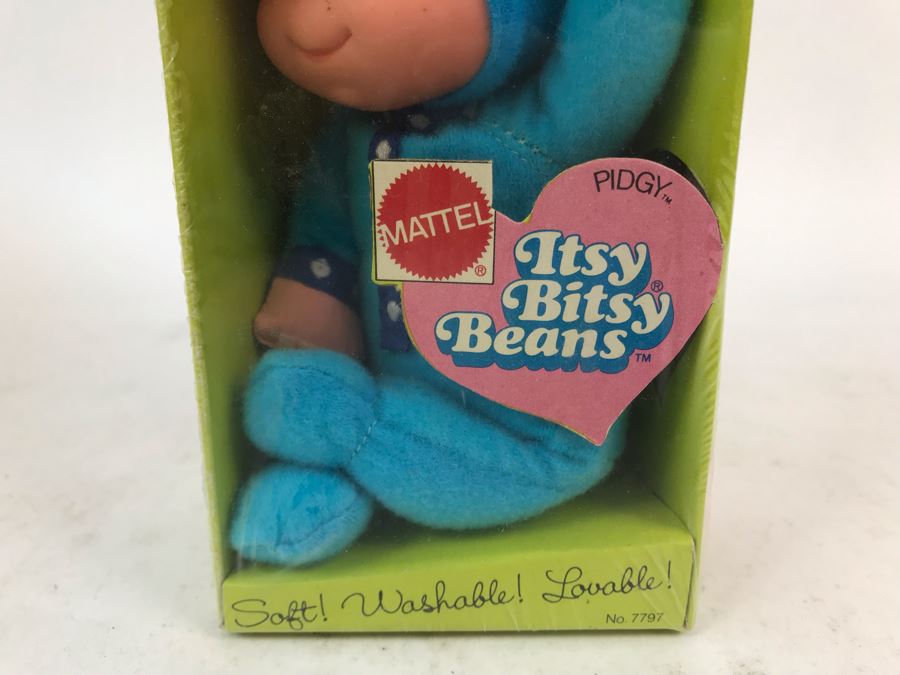 PIDGY™
MATTEL®
Itsy
Bitsy®
Beans™
Soft! Washable! Lovable!
No. 7797